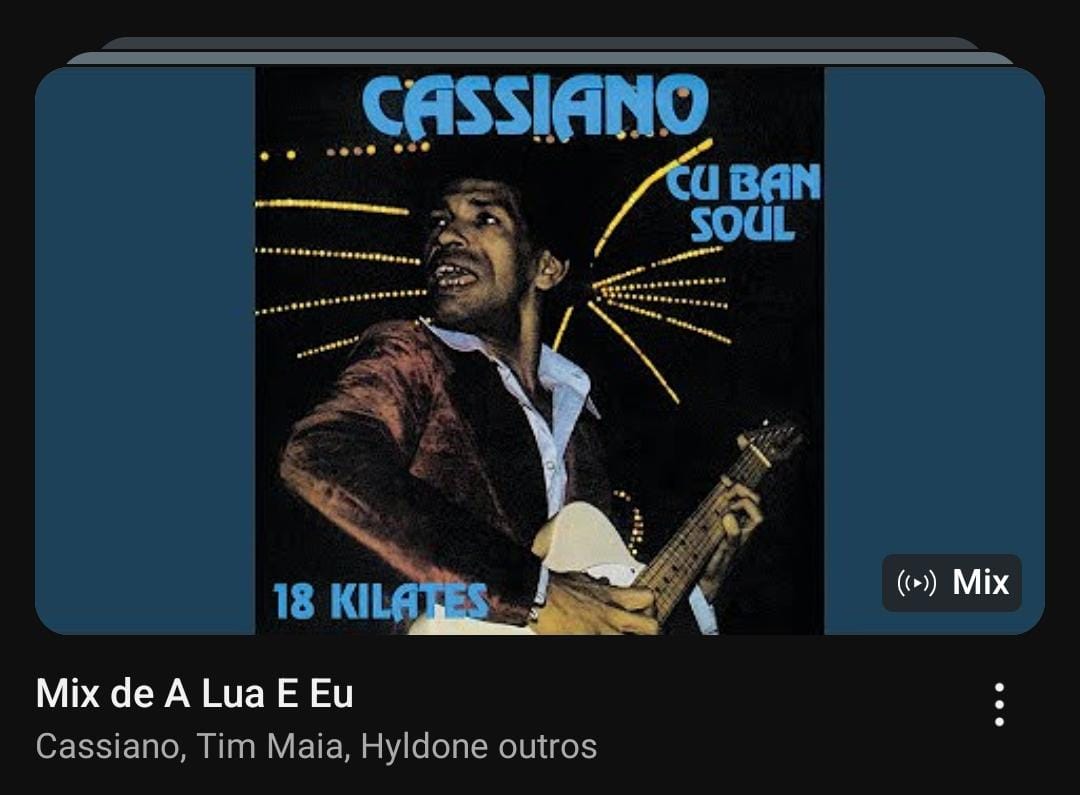 CASSIANO
CU BAN
SOUL
18 KILATES
Mix
Mix de A Lua E Eu
Cassiano, Tim Maia, Hyldone outros